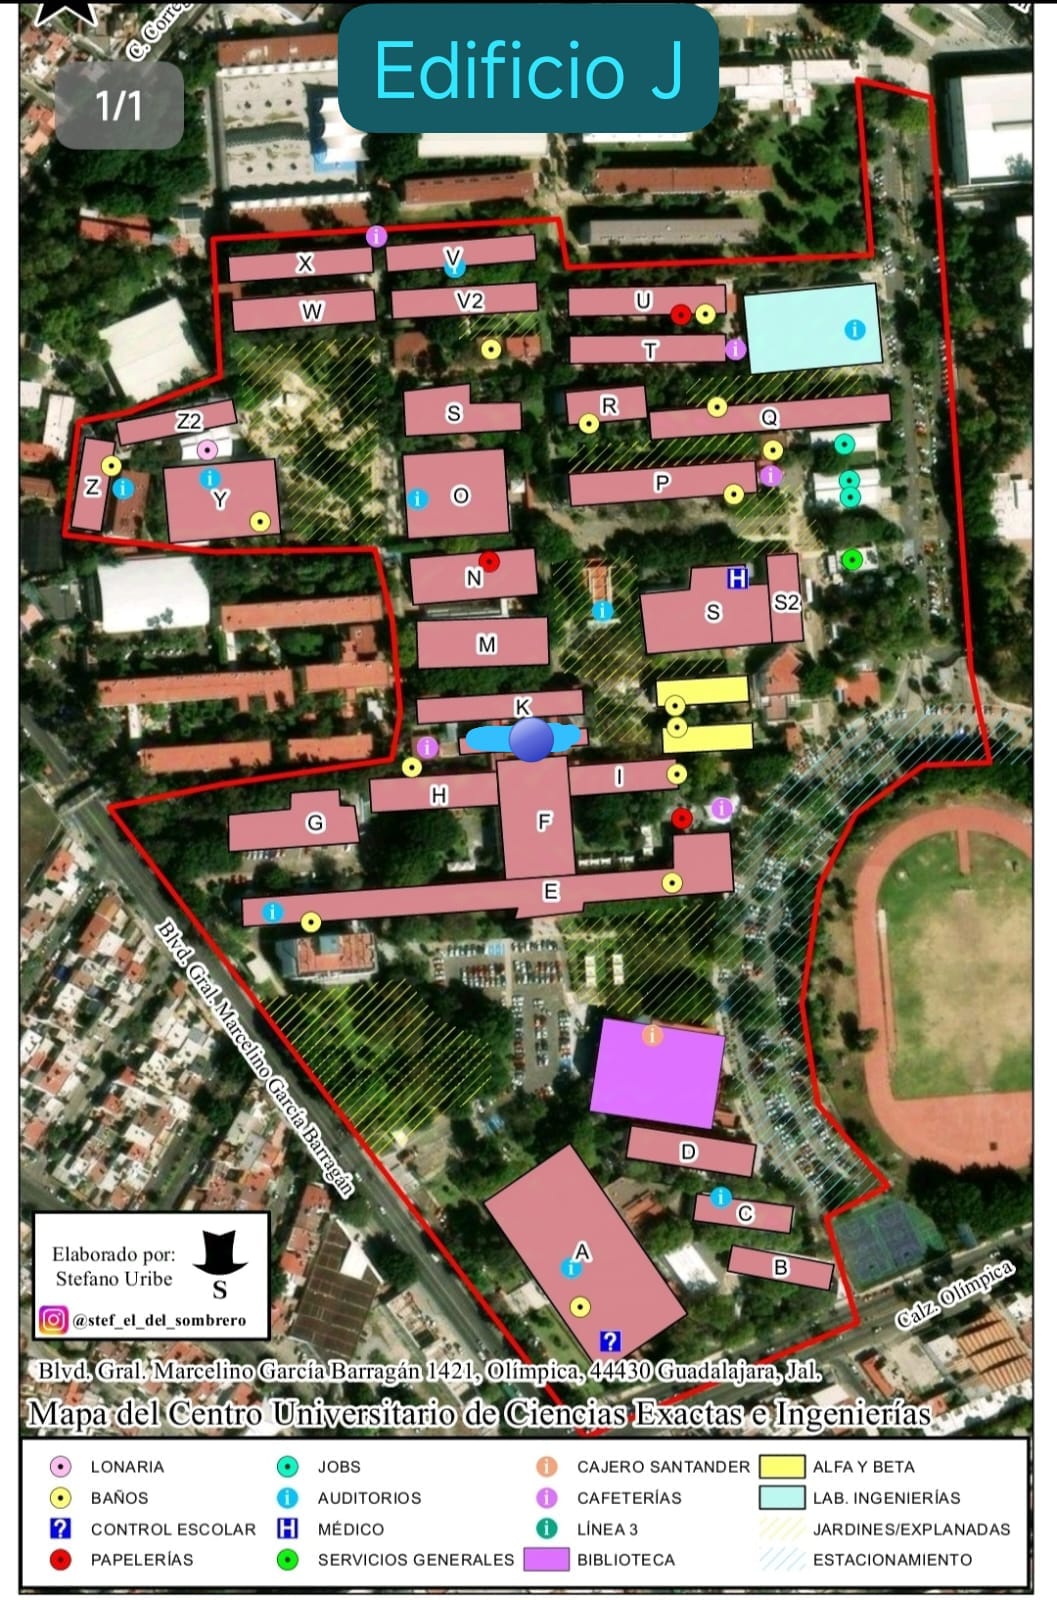 C. Correg
Edificio J
1/1
X
V
W
V2
U
T
Z2
S
R
Q
Z
Y
O
P
N
S
S2
H
M
K
H
I
G
F
E
Blvd. Gral. Marcelino García Barragán
D
C
A
B
?
Calz. Olímpica
Elaborado por:
Stefano Uribe
S
@stef_el_del_sombrero
Blvd. Gral. Marcelino García Barragán 1421, Olímpica, 44430 Guadalajara, Jal.
Mapa del Centro Universitario de Ciencias Exactas e Ingenierías
LONARIA
JOBS
CAJERO SANTANDER
ALFA Y BETA
BAÑOS
AUDITORIOS
CAFETERÍAS
LAB. INGENIERÍAS
? CONTROL ESCOLAR
H MÉDICO
LÍNEA 3
JARDINES/EXPLANADAS
PAPELERÍAS
SERVICIOS GENERALES
BIBLIOTECA
ESTACIONAMIENTO